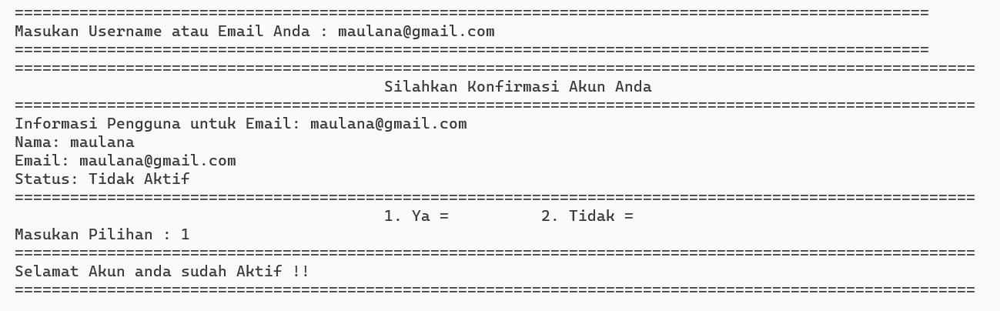 ===================================================================================================
Masukan Username atau Email Anda : maulana@gmail.com
===================================================================================================
========================================================================================================
Silahkan Konfirmasi Akun Anda
========================================================================================================
Informasi Pengguna untuk Email: maulana@gmail.com
Nama: maulana
Email: maulana@gmail.com
Status: Tidak Aktif
========================================================================================================
1. Ya =          2. Tidak =
Masukan Pilihan : 1
========================================================================================================
Selamat Akun anda sudah Aktif !!
========================================================================================================